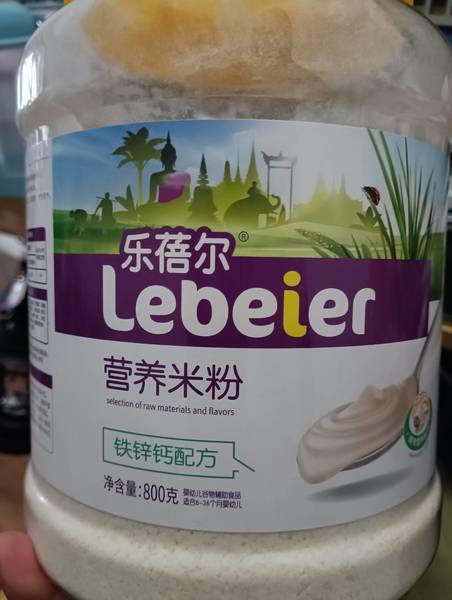 乐蓓尔®
Lebeier
营养米粉
selection of raw materials and flavors
铁锌钙配方
净含量:800克
婴幼儿谷物辅助食品
适合6-36个月婴幼儿